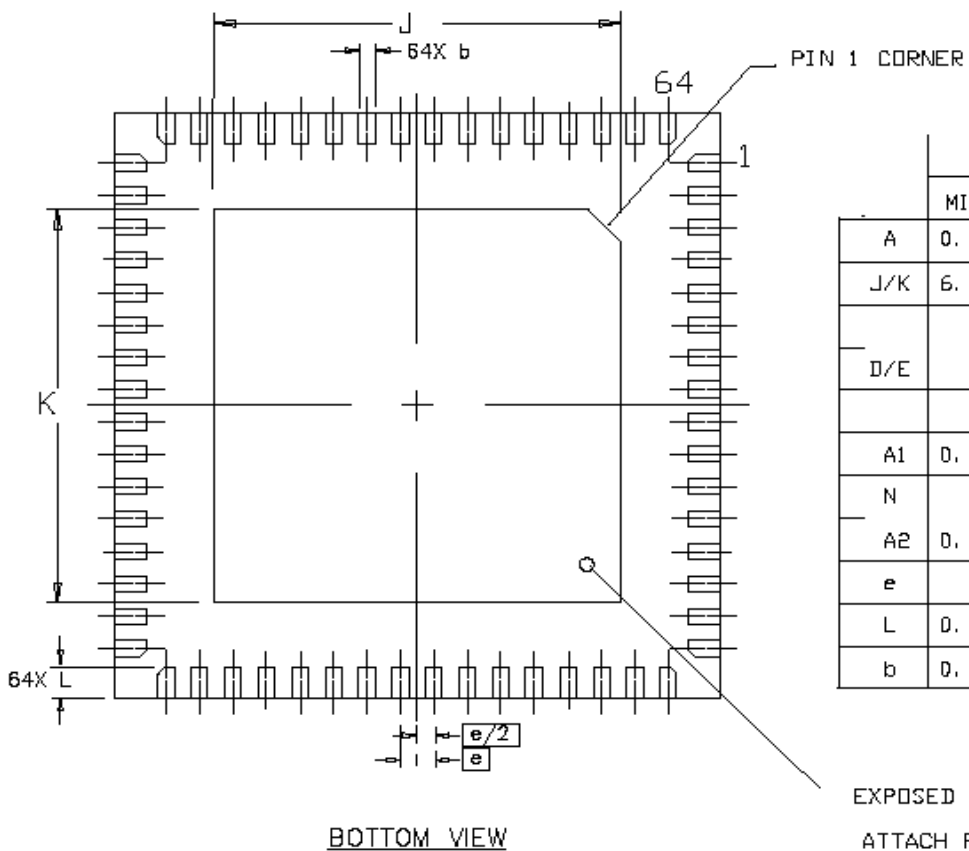 J
64X b
PIN 1 CORNER
64
1
K
64X L
e/2
e
BOTTOM VIEW
EXPOSED
ATTACH
MI
A 0.
J/K 6.
D/E
A1 0.
N
A2 0.
e
L 0.
b 0.